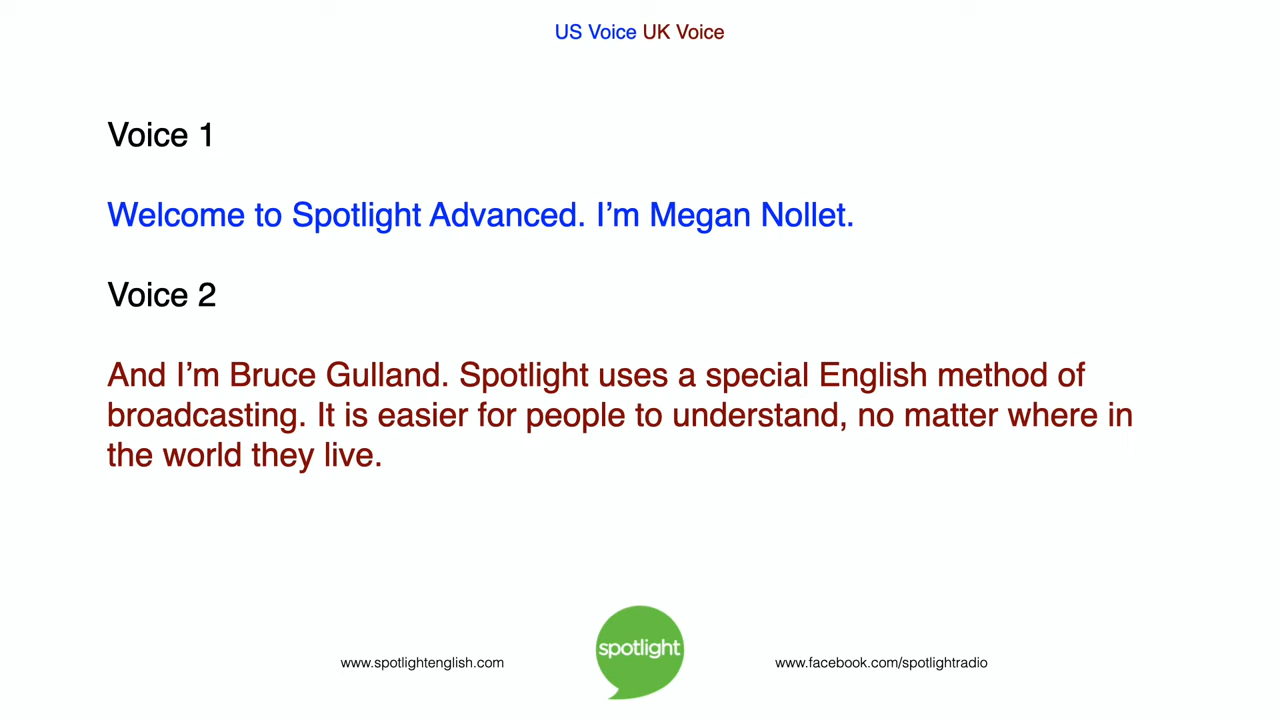 US Voice UK Voice
Voice 1
Welcome to Spotlight Advanced. I’m Megan Nollet.
Voice 2
And I’m Bruce Gulland. Spotlight uses a special English method of
broadcasting. It is easier for people to understand, no matter where in
the world they live.
www.spotlightenglish.com
spotlight
www.facebook.com/spotlightradio